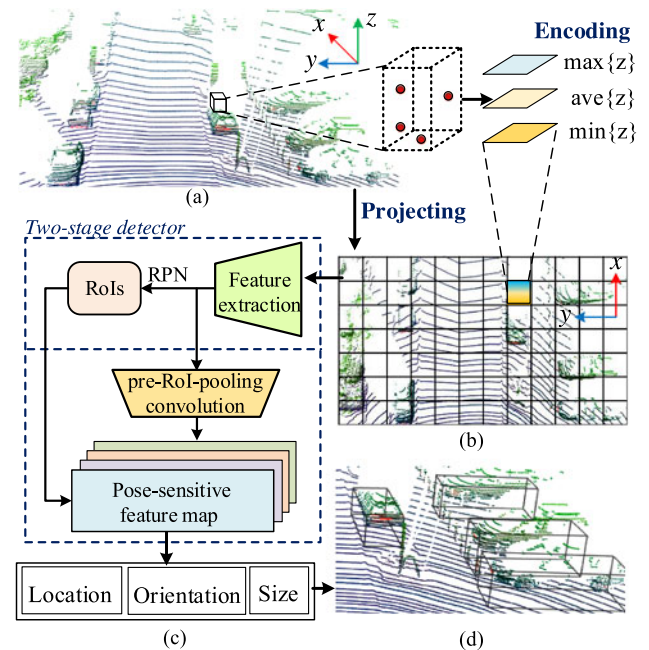 Encoding
x
z
y
max{z}
ave{z}
min{z}
(a)
Projecting
Two-stage detector
RoIs
RPN
Feature
extraction
x
y
pre-RoI-pooling
convolution
(b)
Pose-sensitive
feature map
Location
Orientation
Size
(c)
(d)